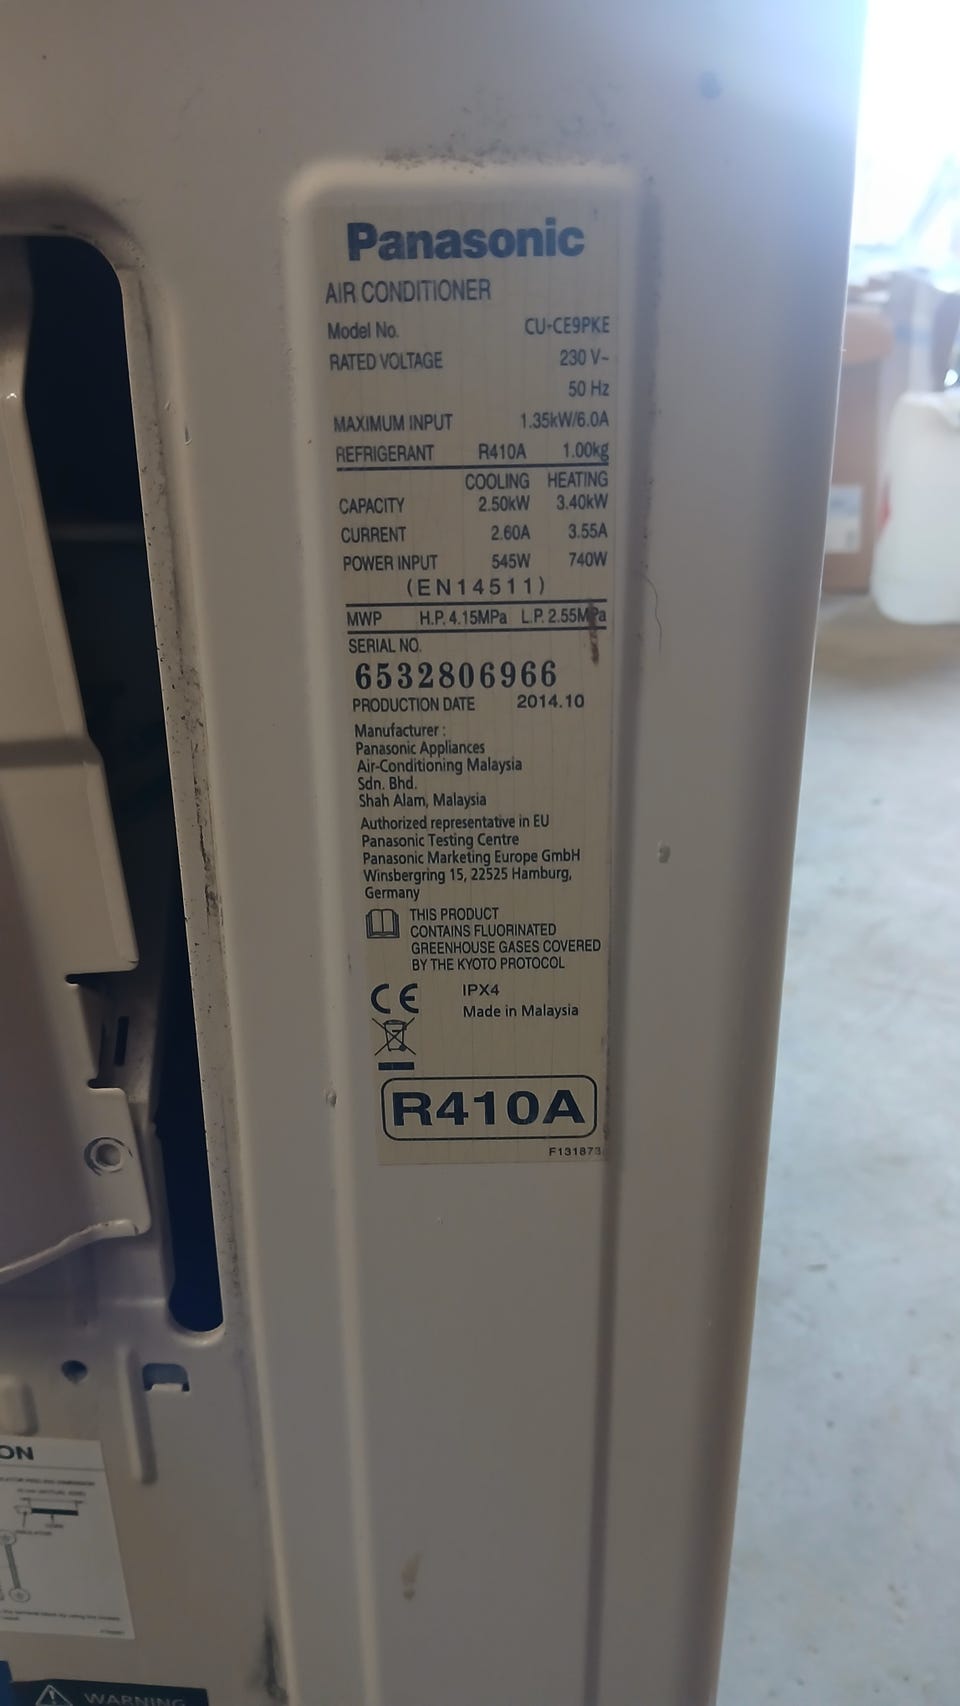 Panasonic
AIR CONDITIONER
Model No. CU-CE9PKE
RATED VOLTAGE 230 V~
50 Hz
MAXIMUM INPUT 1.35kW/6.0A
REFRIGERANT R410A 1.00kg
COOLING HEATING
CAPACITY 2.50kW 3.40kW
CURRENT 2.60A 3.55A
POWER INPUT 545W 740W
(EN14511)
MWP H.P. 4.15MPa L.P. 2.55MPa
SERIAL NO.
6532806966
PRODUCTION DATE 2014.10
Manufacturer :
Panasonic Appliances
Air-Conditioning Malaysia
Sdn. Bhd.
Shah Alam, Malaysia
Authorized representative in EU
Panasonic Testing Centre
Panasonic Marketing Europe GmbH
Winsbergring 15, 22525 Hamburg,
Germany
THIS PRODUCT
CONTAINS FLUORINATED
GREENHOUSE GASES COVERED
BY THE KYOTO PROTOCOL
CE IPX4
Made in Malaysia
R410A
F131873
ON
WARNING